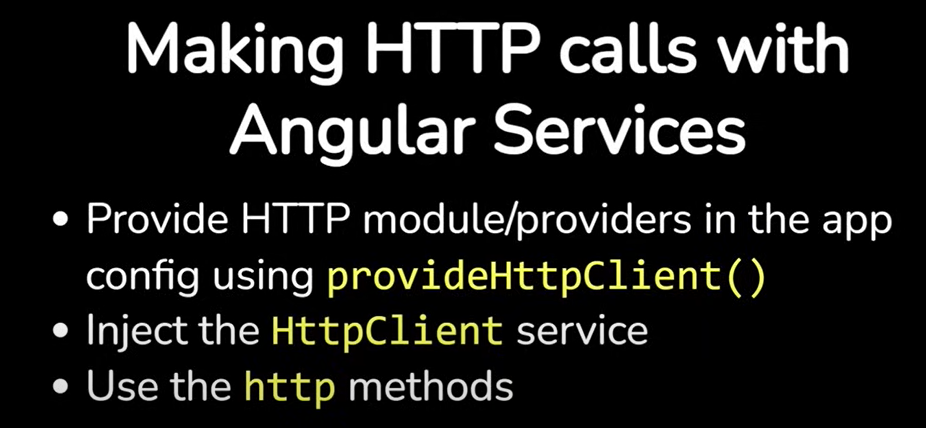 Making HTTP calls with
Angular Services
• Provide HTTP module/providers in the app
config using provideHttpClient()
• Inject the HttpClient service
• Use the http methods